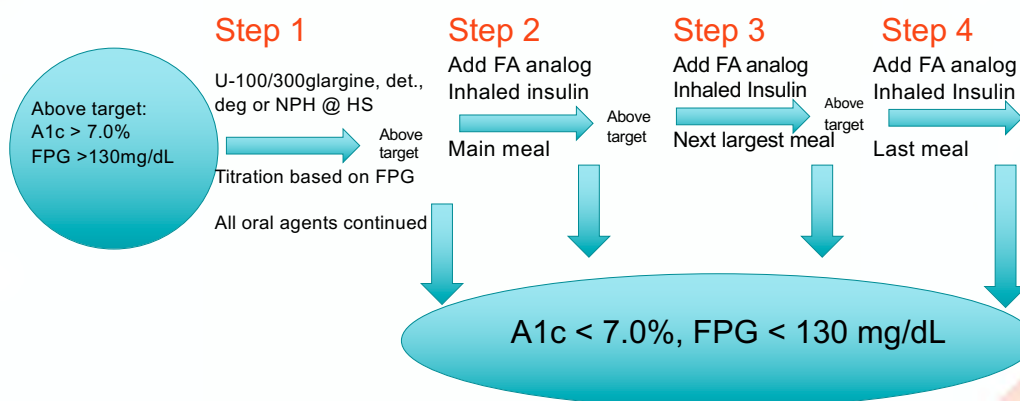 Above target:
A1c > 7.0%
FPG >130mg/dL
Step 1
U-100/300glargine, det.,
deg or NPH @ HS
Above
target
Titration based on FPG
All oral agents continued
Step 2
Add FA analog
Inhaled insulin
Above
target
Main meal
Step 3
Add FA analog
Inhaled Insulin
Above
target
Next largest meal
Step 4
Add FA analog
Inhaled Insulin
Last meal
A1c < 7.0%, FPG < 130 mg/dL